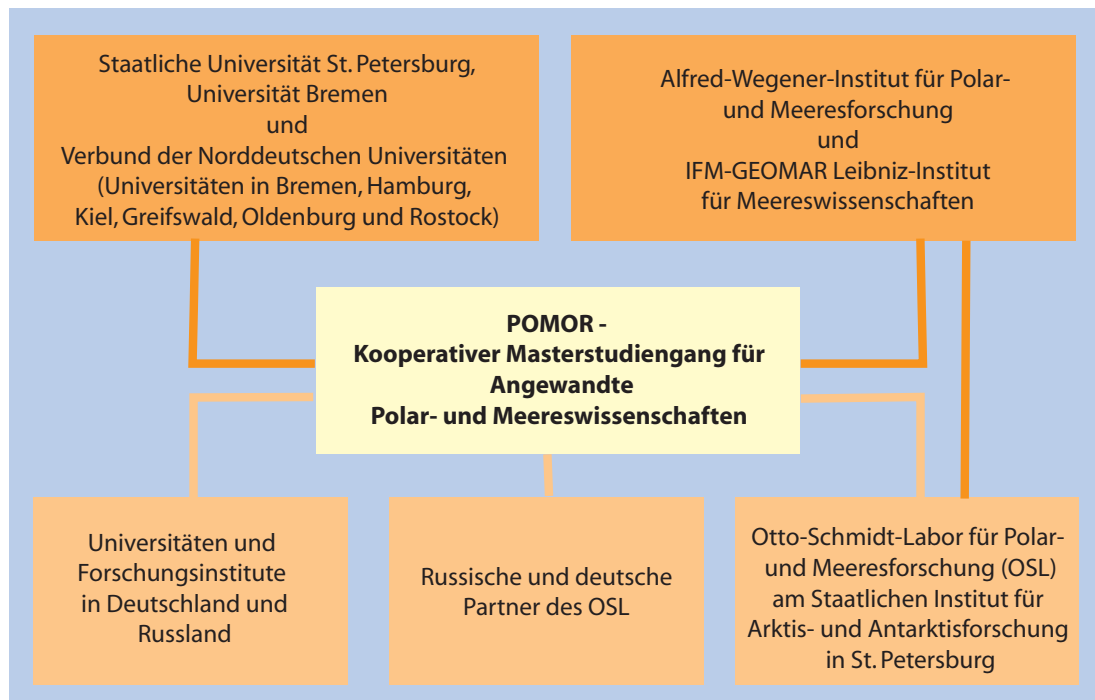 Staatliche Universität St. Petersburg,
Universität Bremen
und
Verbund der Norddeutschen Universitäten
(Universitäten in Bremen, Hamburg,
Kiel, Greifswald, Oldenburg und Rostock)
Alfred-Wegener-Institut für Polar-
und Meeresforschung
und
IFM-GEOMAR Leibniz-Institut
für Meereswissenschaften
POMOR -
Kooperativer Masterstudiengang für
Angewandte
Polar- und Meereswissenschaften
Universitäten und
Forschungsinstitute
in Deutschland und
Russland
Russische und deutsche
Partner des OSL
Otto-Schmidt-Labor für Polar-
und Meeresforschung (OSL)
am Staatlichen Institut für
Arktis- und Antarktisforschung
in St. Petersburg